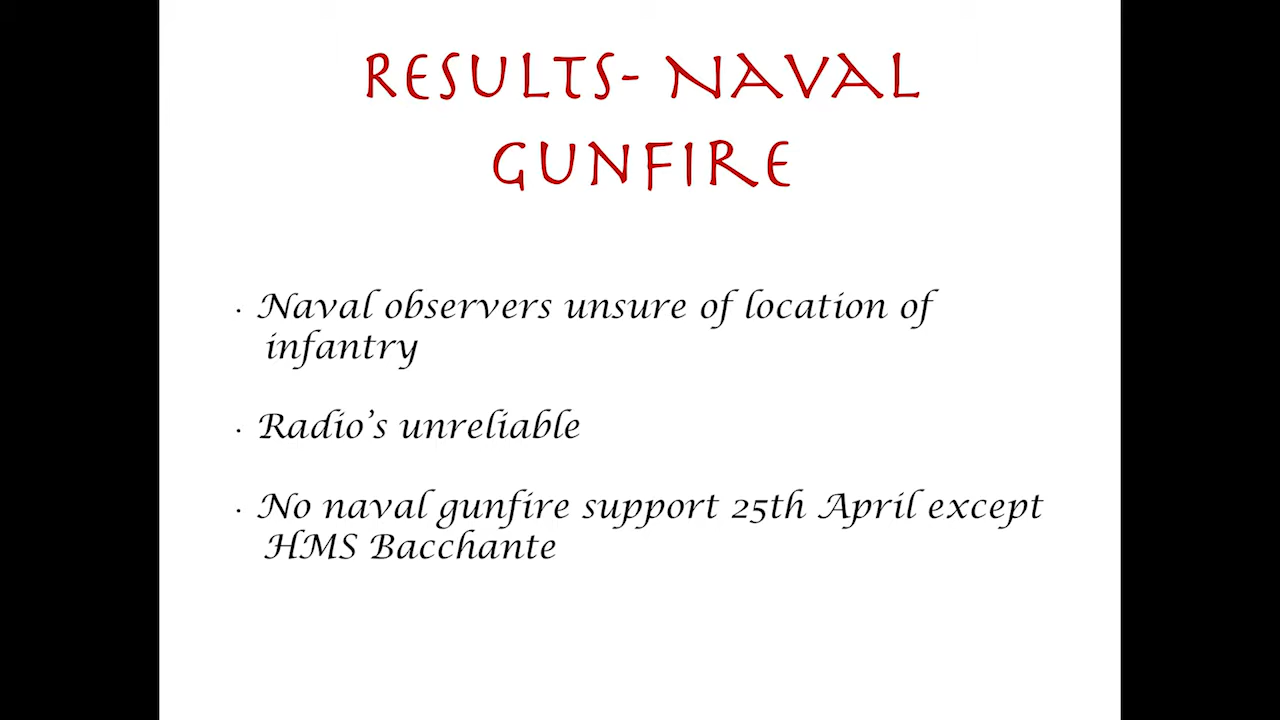 RESULTS- NAVAL
GUNFIRE
· Naval observers unsure of location of
infantry
· Radio's unreliable
· No naval gunfire support 25th April except
HMS Bacchante